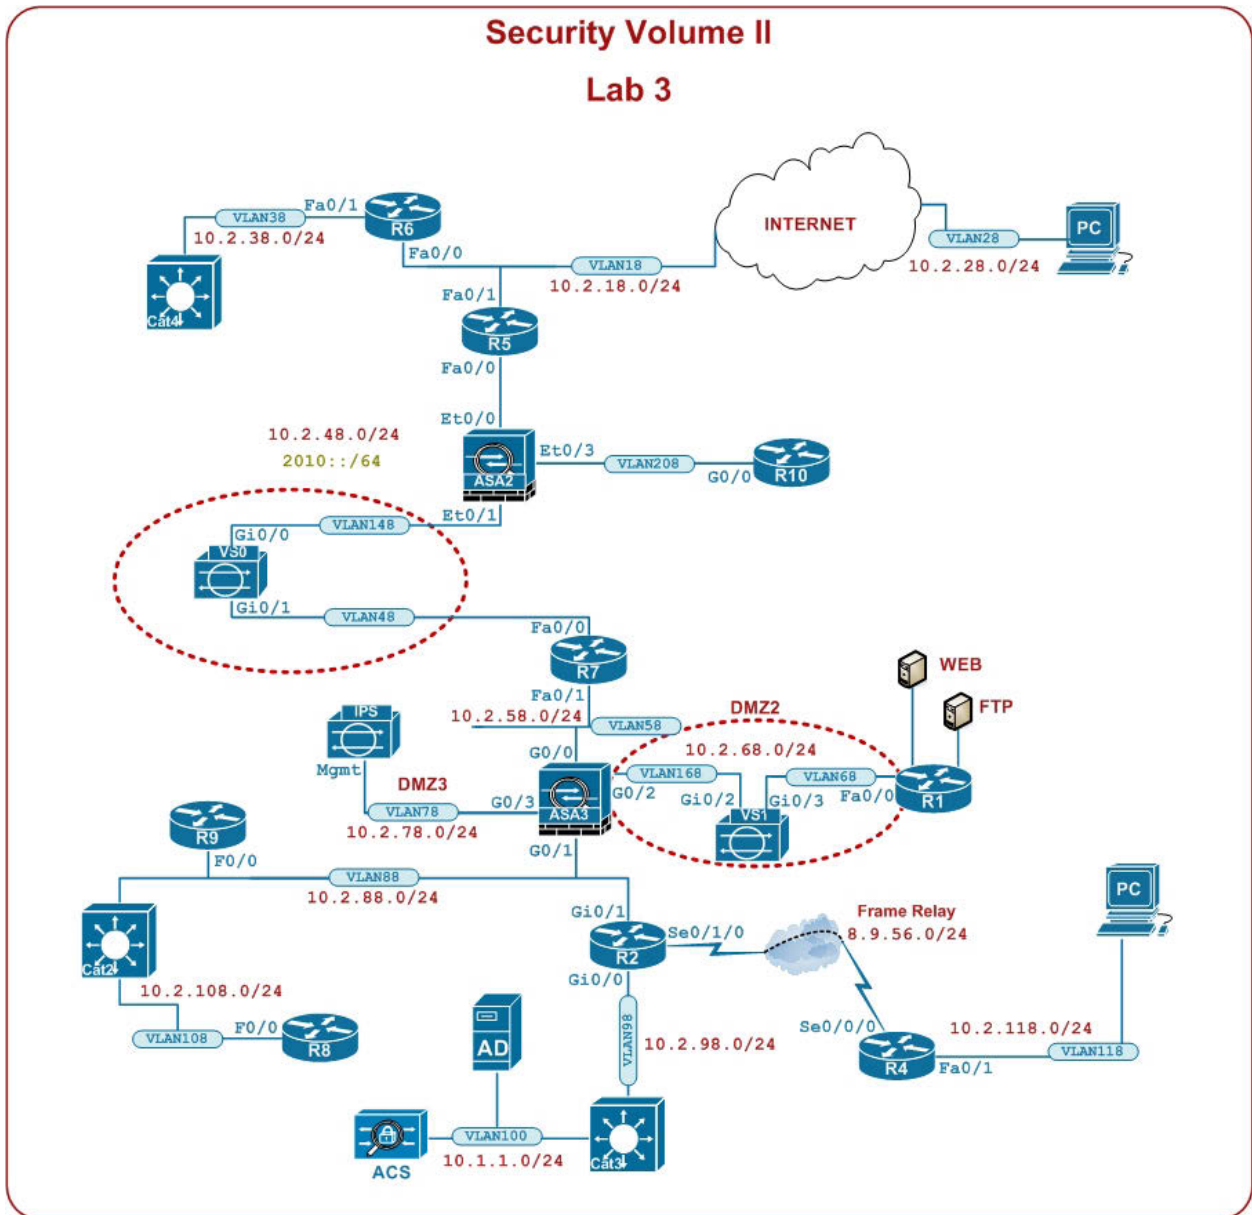 Security Volume II
Lab 3
Fa0/1
VLAN38
R6
10.2.38.0/24
INTERNET
VLAN28
PC
10.2.28.0/24
Fa0/0
VLAN18
10.2.18.0/24
Cat4
Fa0/1
R5
Fa0/0
Et0/0
10.2.48.0/24
2010::/64
Et0/3
VLAN208
G0/0
R10
ASA2
Et0/1
VLAN148
Gi0/0
VS0
Gi0/1
VLAN48
Fa0/0
R7
Fa0/1
10.2.58.0/24
VLAN58
WEB
FTP
DMZ2
10.2.68.0/24
IPS
Mgmt
DMZ3
G0/0
VLAN168
VLAN68
G0/2
Gi0/2
Gi0/3
Fa0/0
R1
VLAN78
G0/3
ASA3
10.2.78.0/24
VS1
G0/1
R9
F0/0
VLAN88
10.2.88.0/24
Gi0/1
R2
Se0/1/0
Gi0/0
Frame Relay
8.9.56.0/24
PC
Cat2
10.2.108.0/24
VLAN108
F0/0
R8
AD
VLAN98
10.2.98.0/24
Se0/0/0
R4
10.2.118.0/24
VLAN118
Fa0/1
VLAN100
10.1.1.0/24
ACS
Cat3